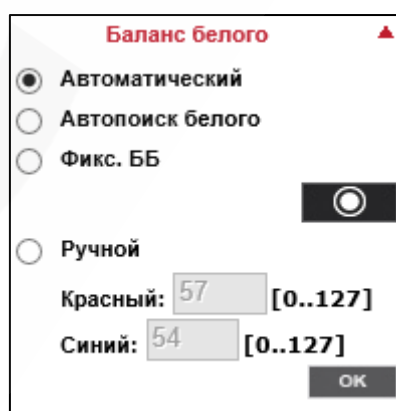 Баланс белого
Автоматический
Автопоиск белого
Фикс. ББ
Ручной
Красный: 57 [0..127]
Синий: 54 [0..127]
OK